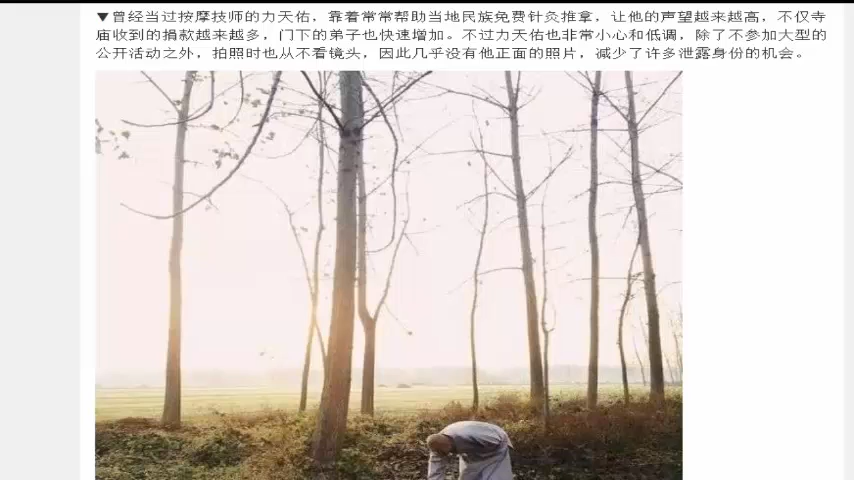 ▼曾经当过按摩技师的力天佑，靠着常常帮助当地民族免费针灸推拿，让他的声望越来越高，不仅寺
庙收到的捐款越来越多，门下的弟子也快速增加。不过力天佑也非常小心和低调，除了不参加大型的
公开活动之外，拍照时也从不看镜头，因此几乎没有他正面的照片，减少了许多泄露身份的机会。